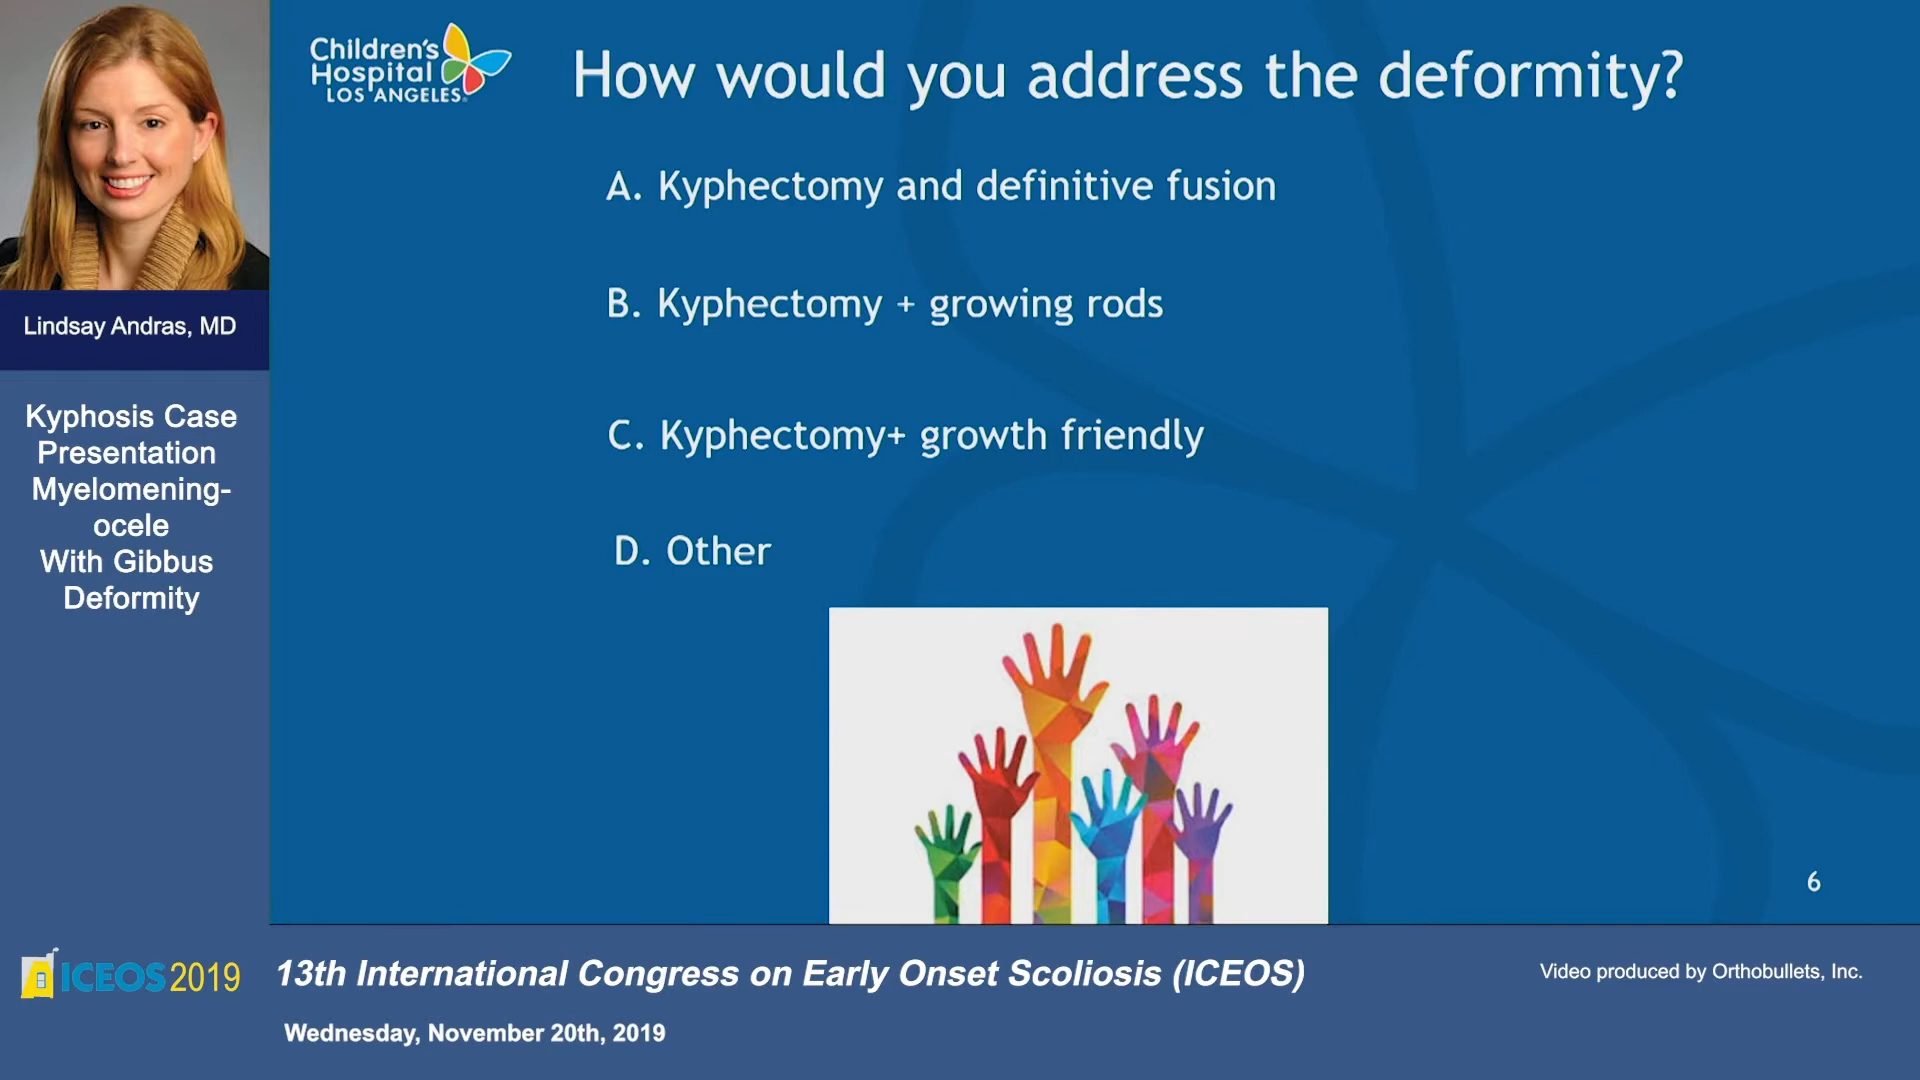 Children's
Hospital
LOS ANGELES
How would you address the deformity?
A. Kyphectomy and definitive fusion
B. Kyphectomy + growing rods
C. Kyphectomy+ growth friendly
D. Other
6
Lindsay Andras, MD
Kyphosis Case
Presentation
Myelomening-
ocele
With Gibbus
Deformity
ICEOS 2019
13th International Congress on Early Onset Scoliosis (ICEOS)
Wednesday, November 20th, 2019
Video produced by Orthobullets, Inc.